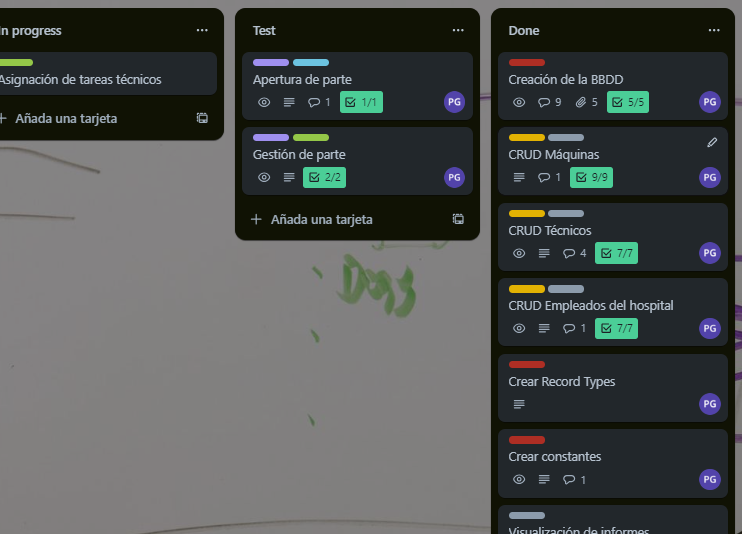 In progress
Asignación de tareas técnicos
Añada una tarjeta
Test
Apertura de parte
1
1/1
PG
Gestión de parte
2/2
PG
Añada una tarjeta
Done
Creación de la BBDD
9
5
5/5
PG
CRUD Máquinas
1
9/9
PG
CRUD Técnicos
4
7/7
PG
CRUD Empleados del hospital
1
7/7
PG
Crear Record Types
PG
Crear constantes
1
PG
Visualización de informes